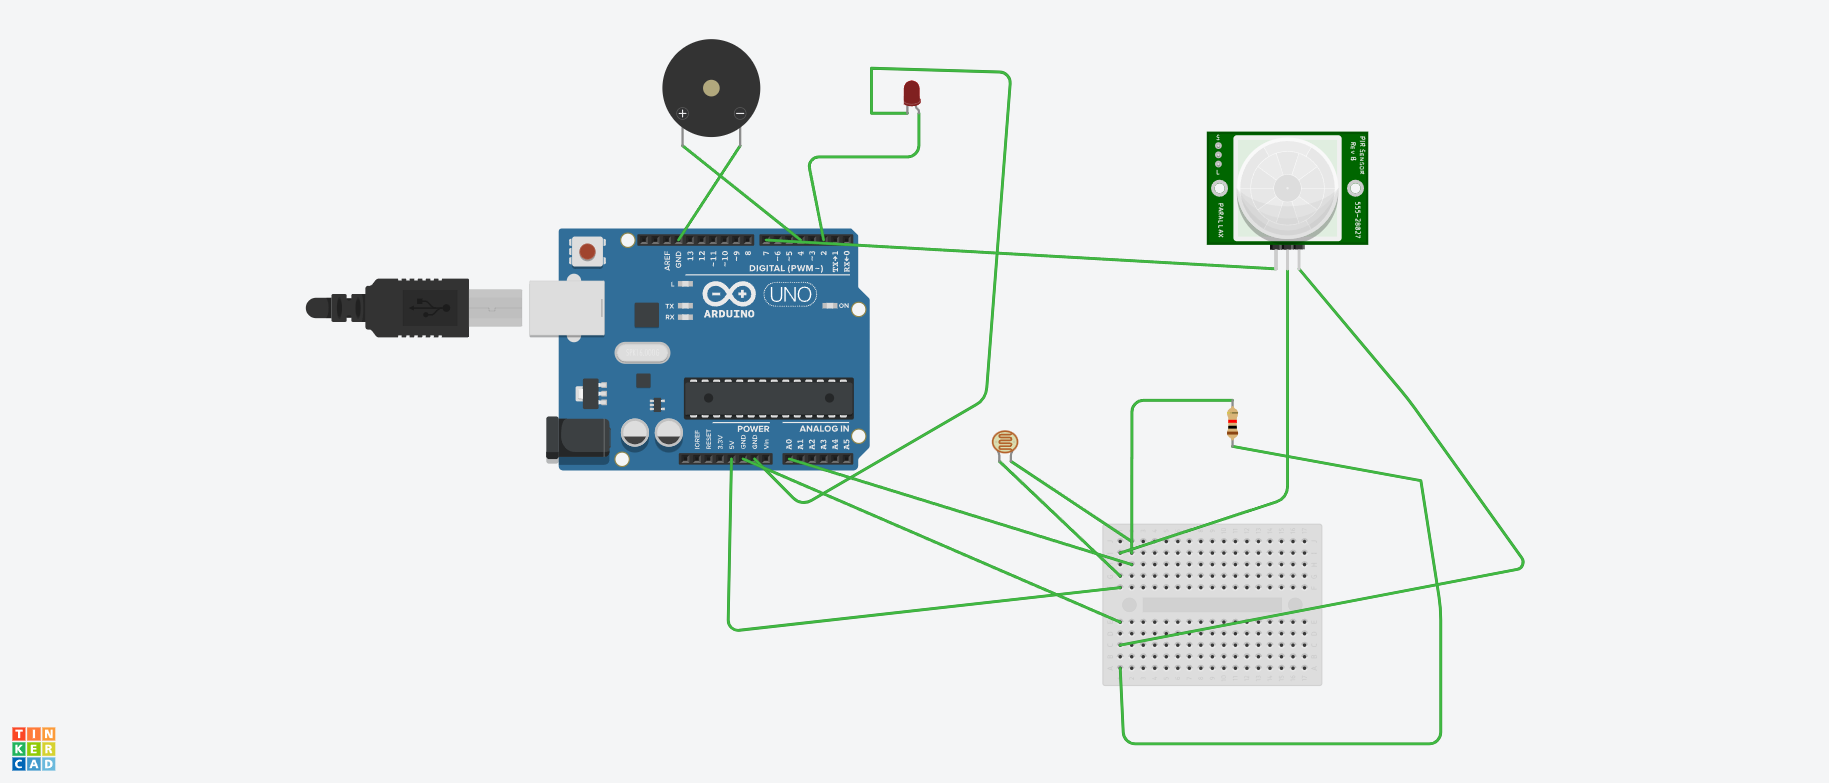 S
L
PARALLAX
PIR SENSOR
Rev B
555-28027
AREF
GND
13
12
~11
~10
~9
8
7
~6
~5
4
~3
2
TX→1
RX←0
DIGITAL (PWM~)
L
TX
RX
ARDUINO
UNO
ON
POWER
ANALOG IN
IOREF
RESET
3.3V
5V
GND
GND
Vin
A0
A1
A2
A3
A4
A5
TIN
KER
CAD